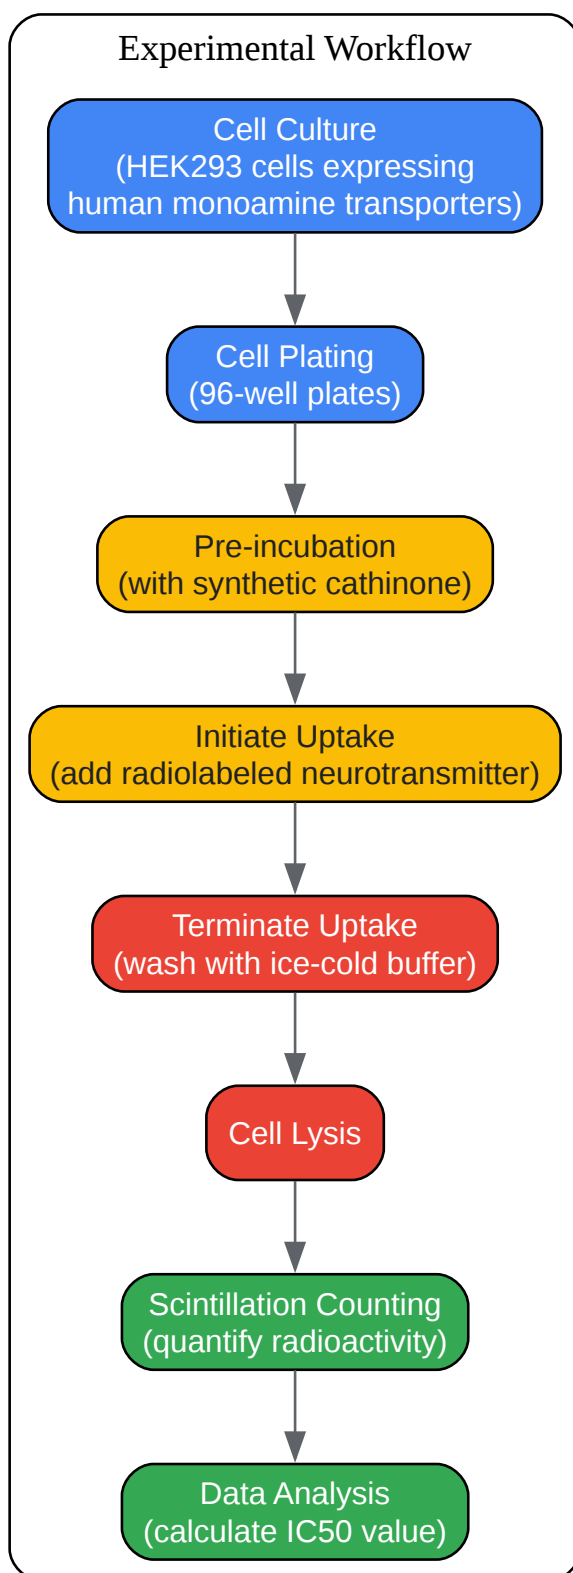 Experimental Workflow
Cell Culture
(HEK293 cells expressing
human monoamine transporters)
Cell Plating
(96-well plates)
Pre-incubation
(with synthetic cathinone)
Initiate Uptake
(add radiolabeled neurotransmitter)
Terminate Uptake
(wash with ice-cold buffer)
Cell Lysis
Scintillation Counting
(quantify radioactivity)
Data Analysis
(calculate IC50 value)